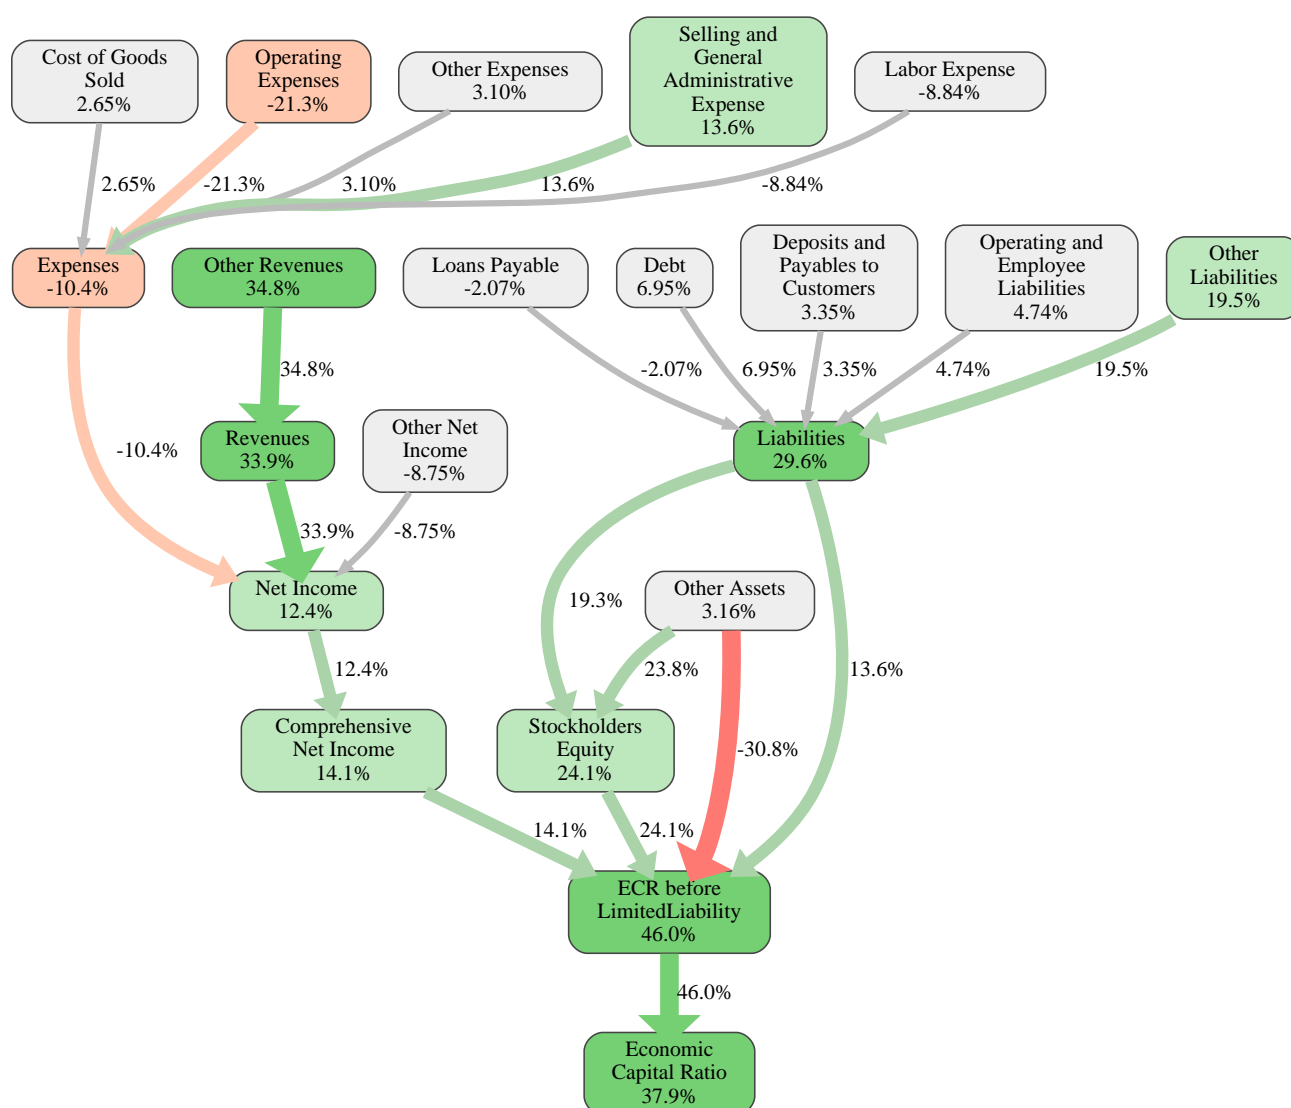 Cost of Goods
Sold
2.65%
Operating
Expenses
-21.3%
Other Expenses
3.10%
Selling and
General
Administrative
Expense
13.6%
Labor Expense
-8.84%
2.65%
-21.3%
3.10%
13.6%
-8.84%
Expenses
-10.4%
Other Revenues
34.8%
Loans Payable
-2.07%
Debt
6.95%
Deposits and
Payables to
Customers
3.35%
Operating and
Employee
Liabilities
4.74%
Other
Liabilities
19.5%
34.8%
-2.07%
6.95%
3.35%
4.74%
19.5%
-10.4%
Revenues
33.9%
Other Net
Income
-8.75%
Liabilities
29.6%
33.9%
-8.75%
Net Income
12.4%
19.3%
Other Assets
3.16%
12.4%
23.8%
13.6%
Comprehensive
Net Income
14.1%
Stockholders
Equity
24.1%
-30.8%
14.1%
24.1%
ECR before
LimitedLiability
46.0%
46.0%
Economic
Capital Ratio
37.9%